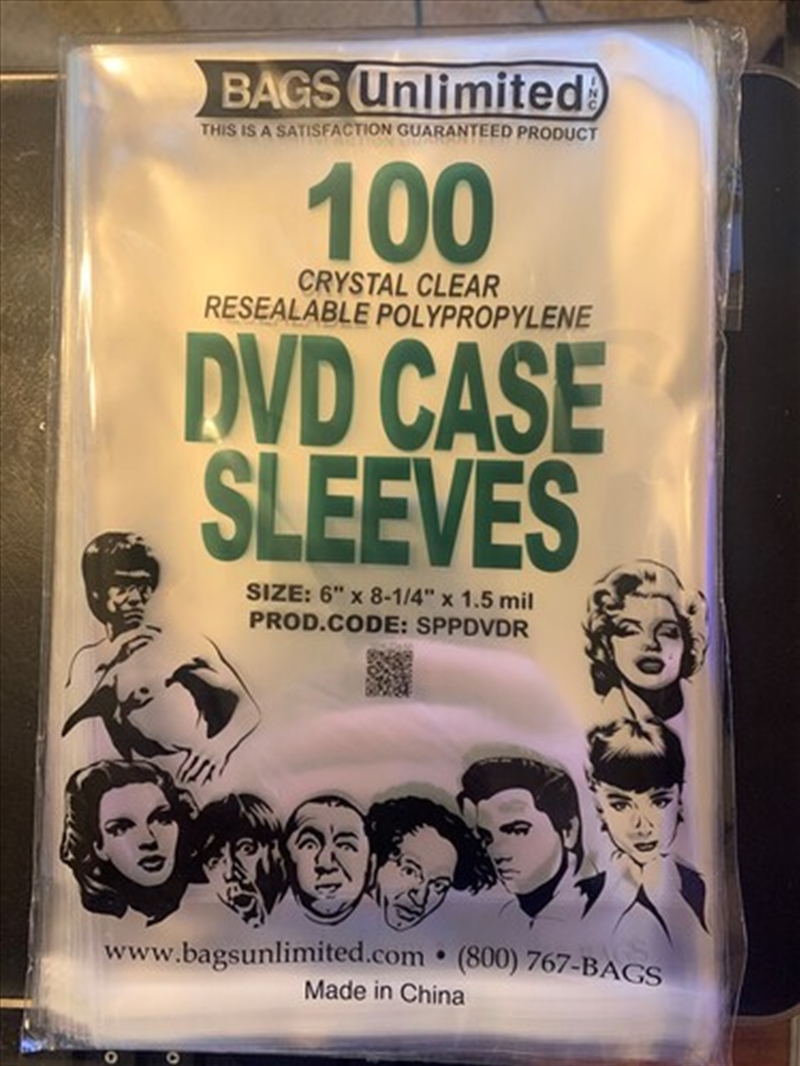 BAGS Unlimited INC
THIS IS A SATISFACTION GUARANTEED PRODUCT
100
CRYSTAL CLEAR
RESEALABLE POLYPROPYLENE
DVD CASE
SLEEVES
SIZE: 6" x 8-1/4" x 1.5 mil
PROD.CODE: SPPDVDR
www.bagsunlimited.com • (800) 767-BAGS
Made in China